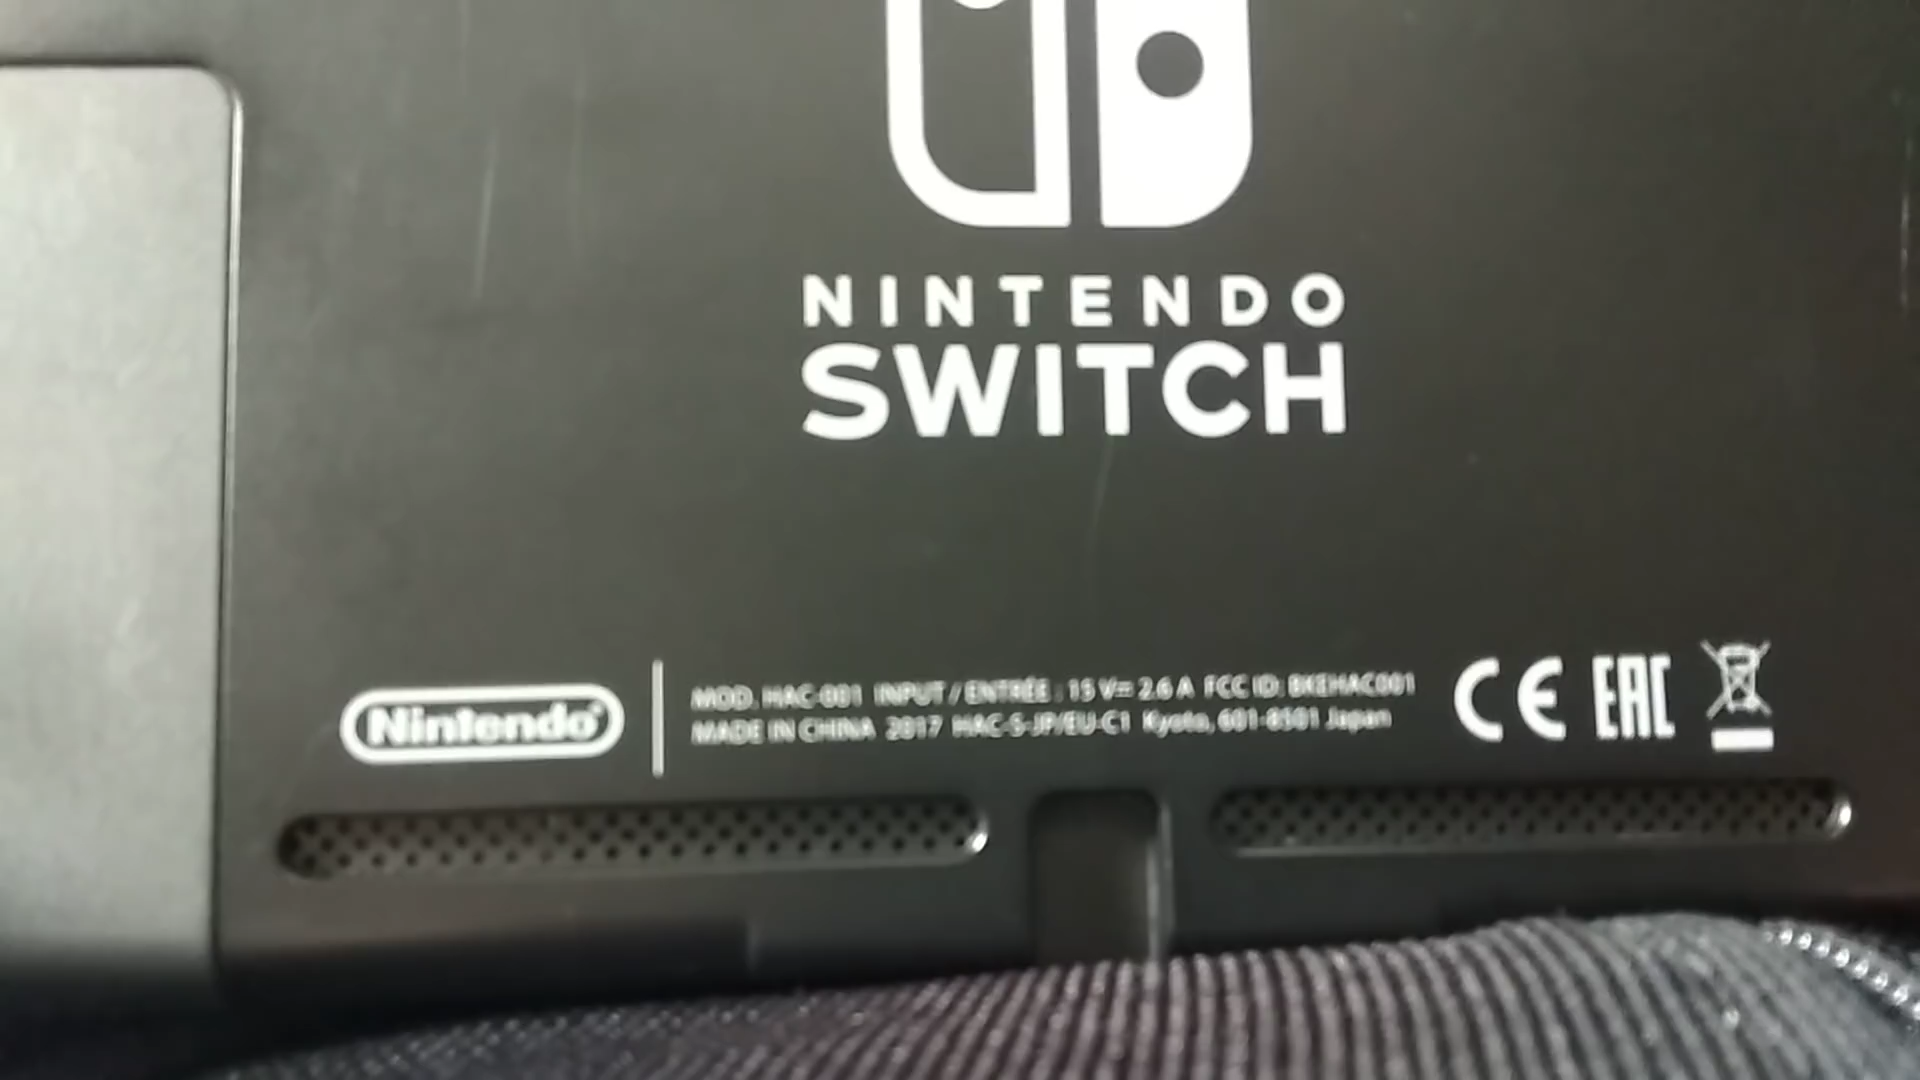 NINTENDO
SWITCH
Nintendo®
MOD. HAC-001 INPUT / ENTRÉE : 15 V⎓ 2.6 A FCC ID: BKEHAC001
MADE IN CHINA 2017 HAC-S-JP/EU-C1 Kyoto, 601-8501 Japan
CE EAC